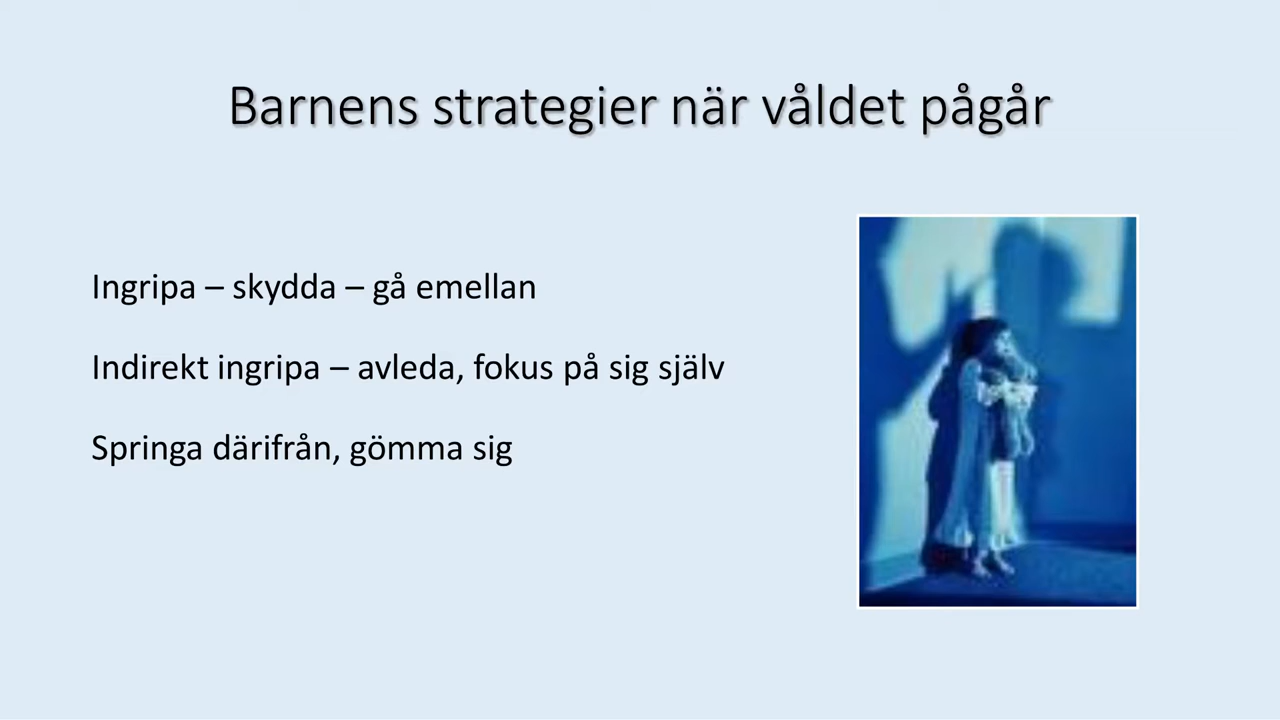 Barnens strategier när våldet pågår
Ingripa – skydda – gå emellan
Indirekt ingripa – avleda, fokus på sig själv
Springa därifrån, gömma sig